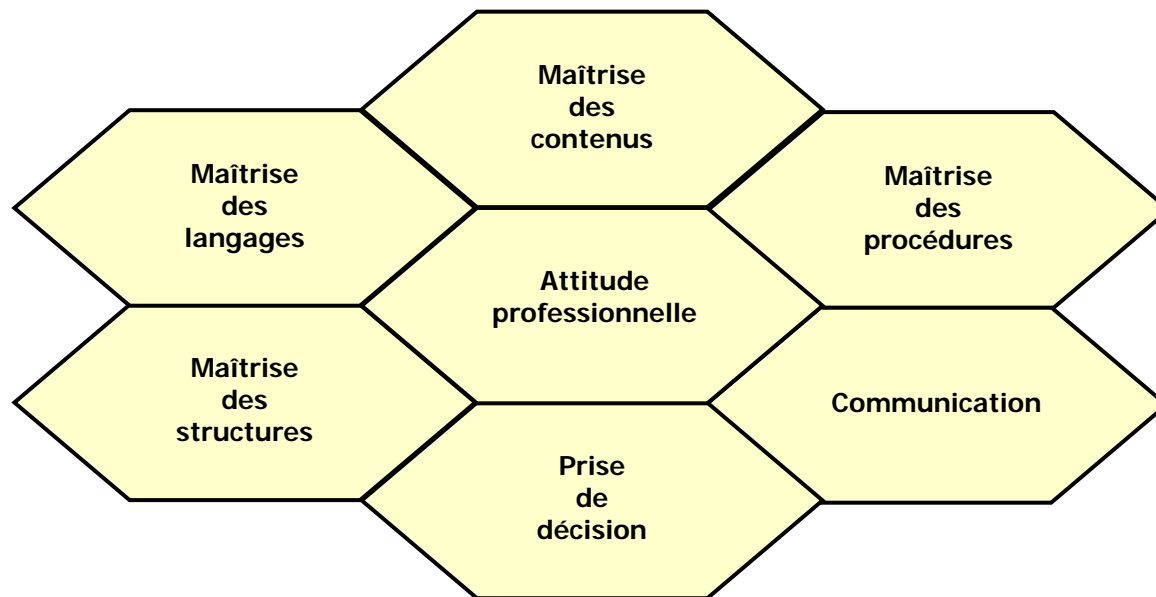 Maîtrise
des
contenus
Maîtrise
des
langages
Maîtrise
des
procédures
Attitude
professionnelle
Maîtrise
des
structures
Communication
Prise
de
décision